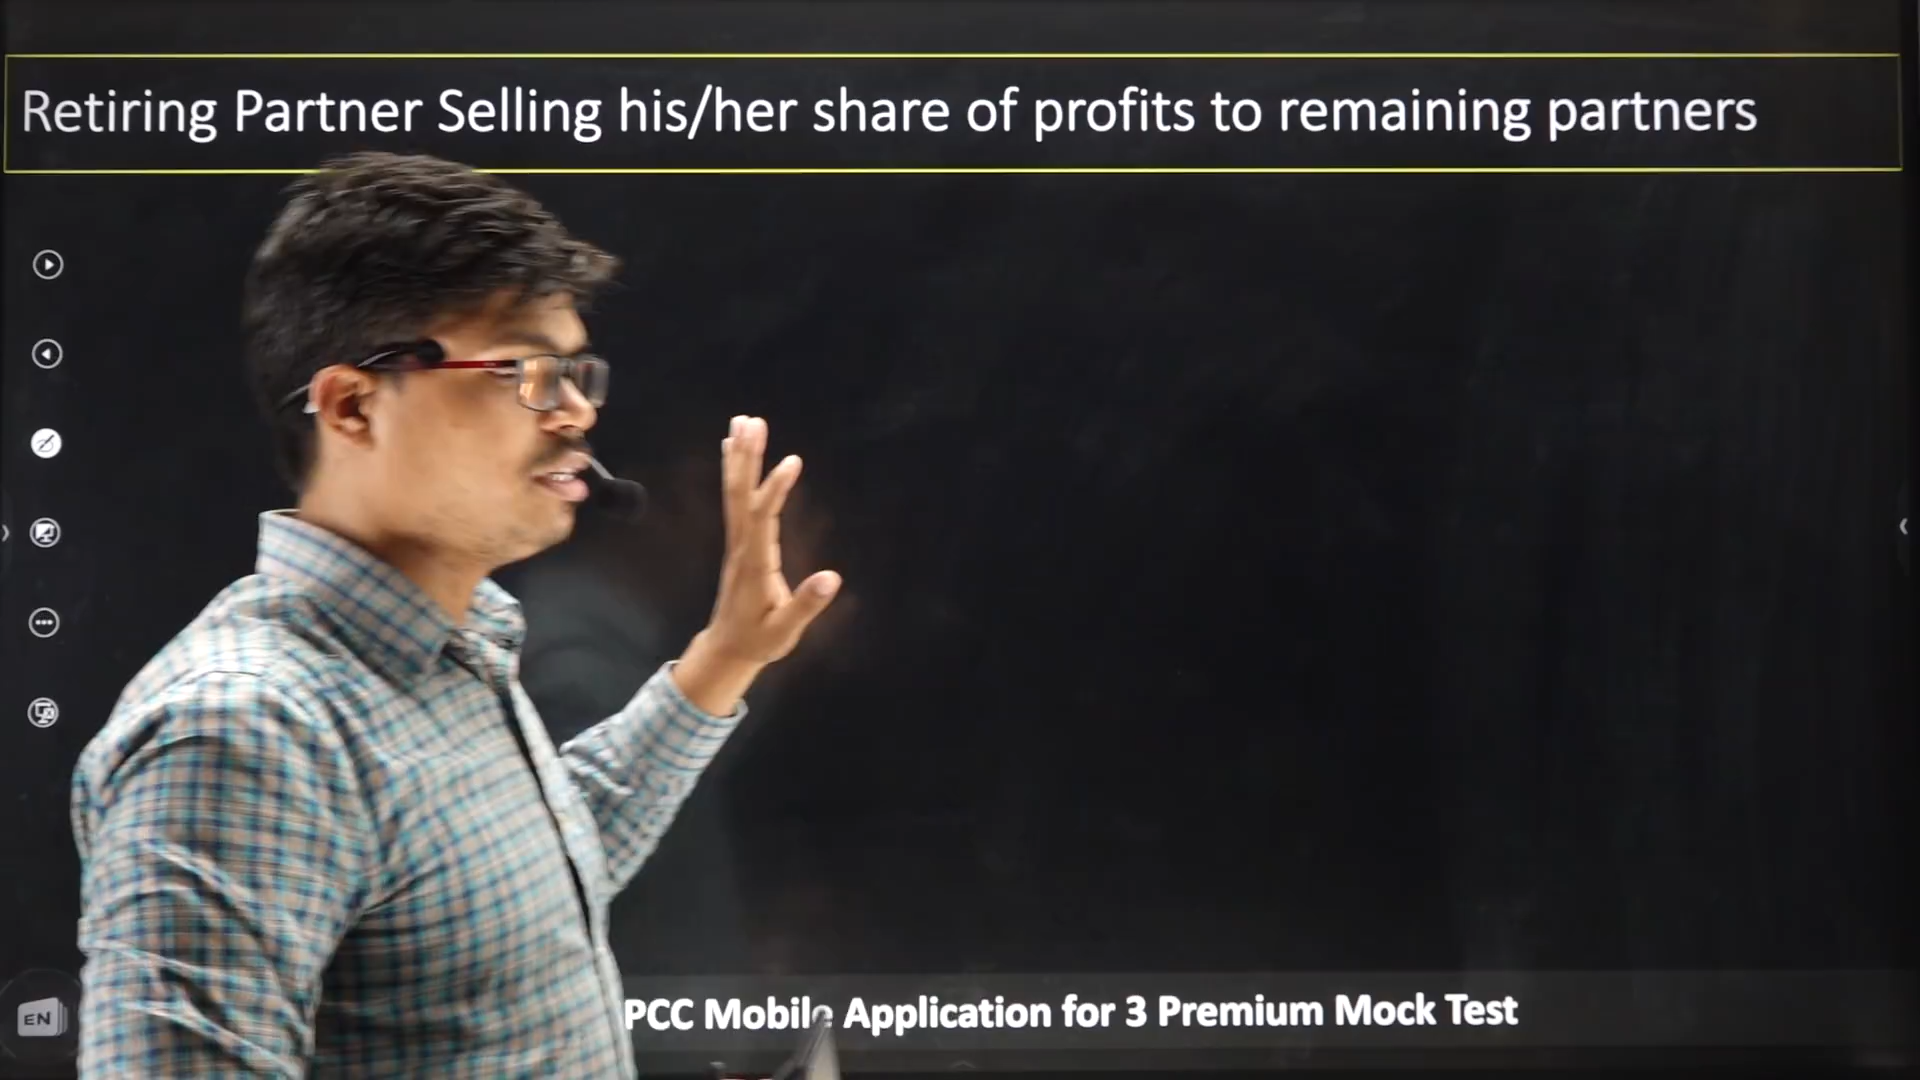 Retiring Partner Selling his/her share of profits to remaining partners
PCC Mobile Application for 3 Premium Mock Test
EN